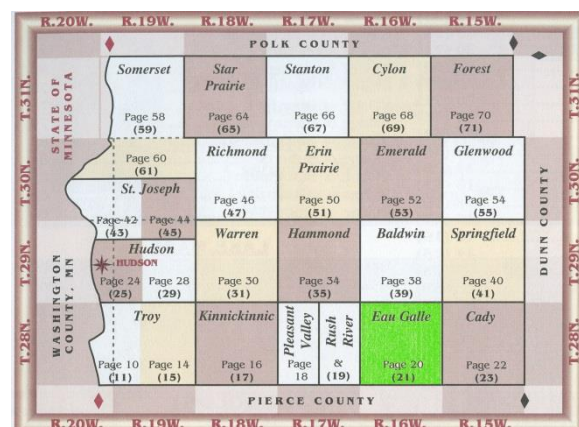 R.20W. R.19W. R.18W. R.17W. R.16W. R.15W.
POLK COUNTY
T.31N.
T.30N.
T.29N.
T.28N.
STATE OF
MINNESOTA
WASHINGTON
COUNTY, MN
Somerset
Page 58
(59)
Star
Prairie
Page 64
(65)
Stanton
Page 66
(67)
Cylon
Page 68
(69)
Forest
Page 70
(71)
T.31N.
T.30N.
T.29N.
T.28N.
DUNN COUNTY
Page 60
(61)
St. Joseph
Page 42
(43)
Page 44
(45)
Richmond
Page 46
(47)
Erin
Prairie
Page 50
(51)
Emerald
Page 52
(53)
Glenwood
Page 54
(55)
Hudson
HUDSON
Page 24
(25)
Page 28
(29)
Warren
Page 30
(31)
Hammond
Page 34
(35)
Baldwin
Page 38
(39)
Springfield
Page 40
(41)
Troy
Page 10
(11)
Page 14
(15)
Kinnickinnic
Page 16
(17)
Pleasant
Valley
Page
18
Rush
River
&
(19)
Eau Galle
Page 20
(21)
Cady
Page 22
(23)
PIERCE COUNTY
R.20W. R.19W. R.18W. R.17W. R.16W. R.15W.